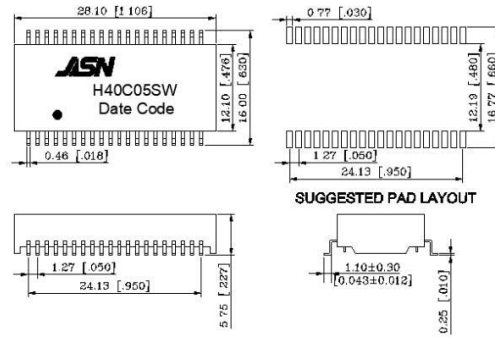 28.10 [1 106]
0.77 [.030]
JASN
H40C05SW
Date Code
12.10 [.476]
16.00 [.630]
12.19 [.480]
16.77 [.660]
0.46 [.018]
1.27 [.050]
24.13 [.950]
SUGGESTED PAD LAYOUT
1.27 [.050]
24.13 [.950]
5.75 [.227]
1.10±0.30
[0.043±0.012]
0.25 [.010]